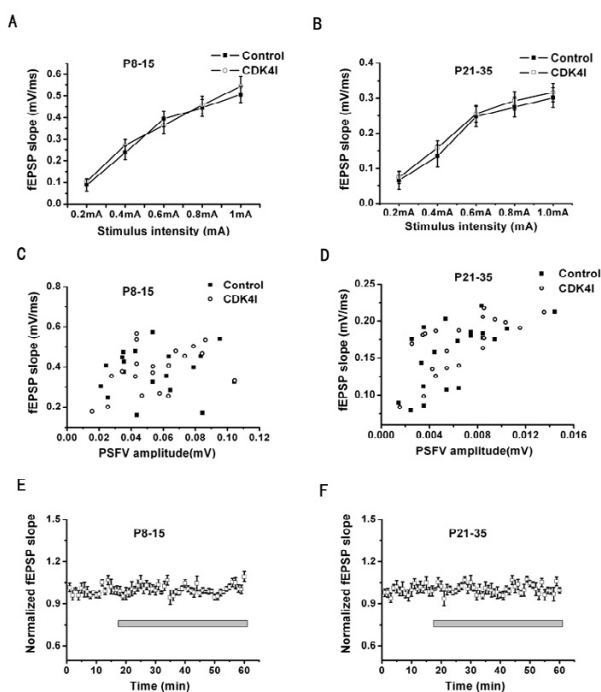 A
P8-15
Control
CDK4I
fEPSP slope (mV/ms)
0.6
0.5
0.4
0.3
0.2
0.1
0.0
0.2mA 0.4mA 0.6mA 0.8mA 1mA
Stimulus intensity (mA)
B
P21-35
Control
CDK4I
fEPSP slope (mV/ms)
0.4
0.3
0.2
0.1
0.0
0.2mA 0.4mA 0.6mA 0.8mA 1.0mA
Stimulus intensity (mA)
C
P8-15
Control
CDK4I
fEPSP slope (mV/ms)
0.8
0.6
0.4
0.2
0.00 0.02 0.04 0.06 0.08 0.10 0.12
PSFV amplitude(mV)
D
P21-35
Control
CDK4I
fEPSP slope (mV/ms)
0.25
0.20
0.15
0.10
0.000 0.004 0.008 0.012 0.016
PSFV amplitude(mV)
E
P8-15
Normalized fEPSP slope
1.5
1.2
0.9
0.6
0 10 20 30 40 50 60
Time (min)
F
P21-35
Normalized fEPSP slope
1.5
1.2
0.9
0.6
0 10 20 30 40 50 60
Time (min)